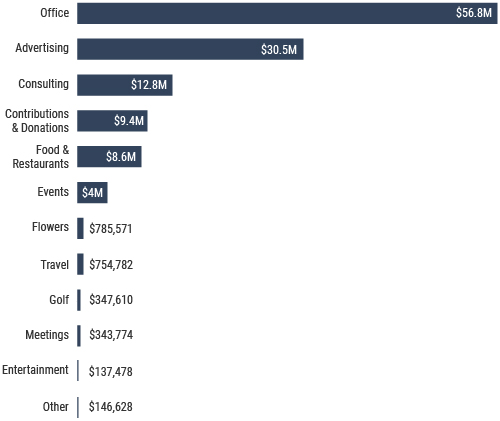 Office $56.8M
Advertising $30.5M
Consulting $12.8M
Contributions
& Donations $9.4M
Food &
Restaurants $8.6M
Events $4M
Flowers $785,571
Travel $754,782
Golf $347,610
Meetings $343,774
Entertainment $137,478
Other $146,628